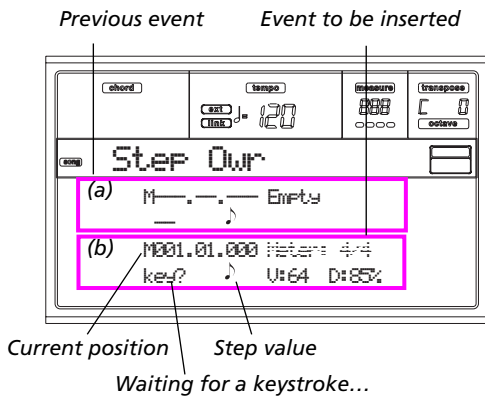 Previous event Event to be inserted
chord tempo measure transpose
ext link ♩= 120 888 C 0
octave
song Step Owr
(a) M---.--.--- Empty
-- ♪
(b) M001.01.000 Meter: 4/4
key? ♪ V:64 D:85%
Current position Step value
Waiting for a keystroke...